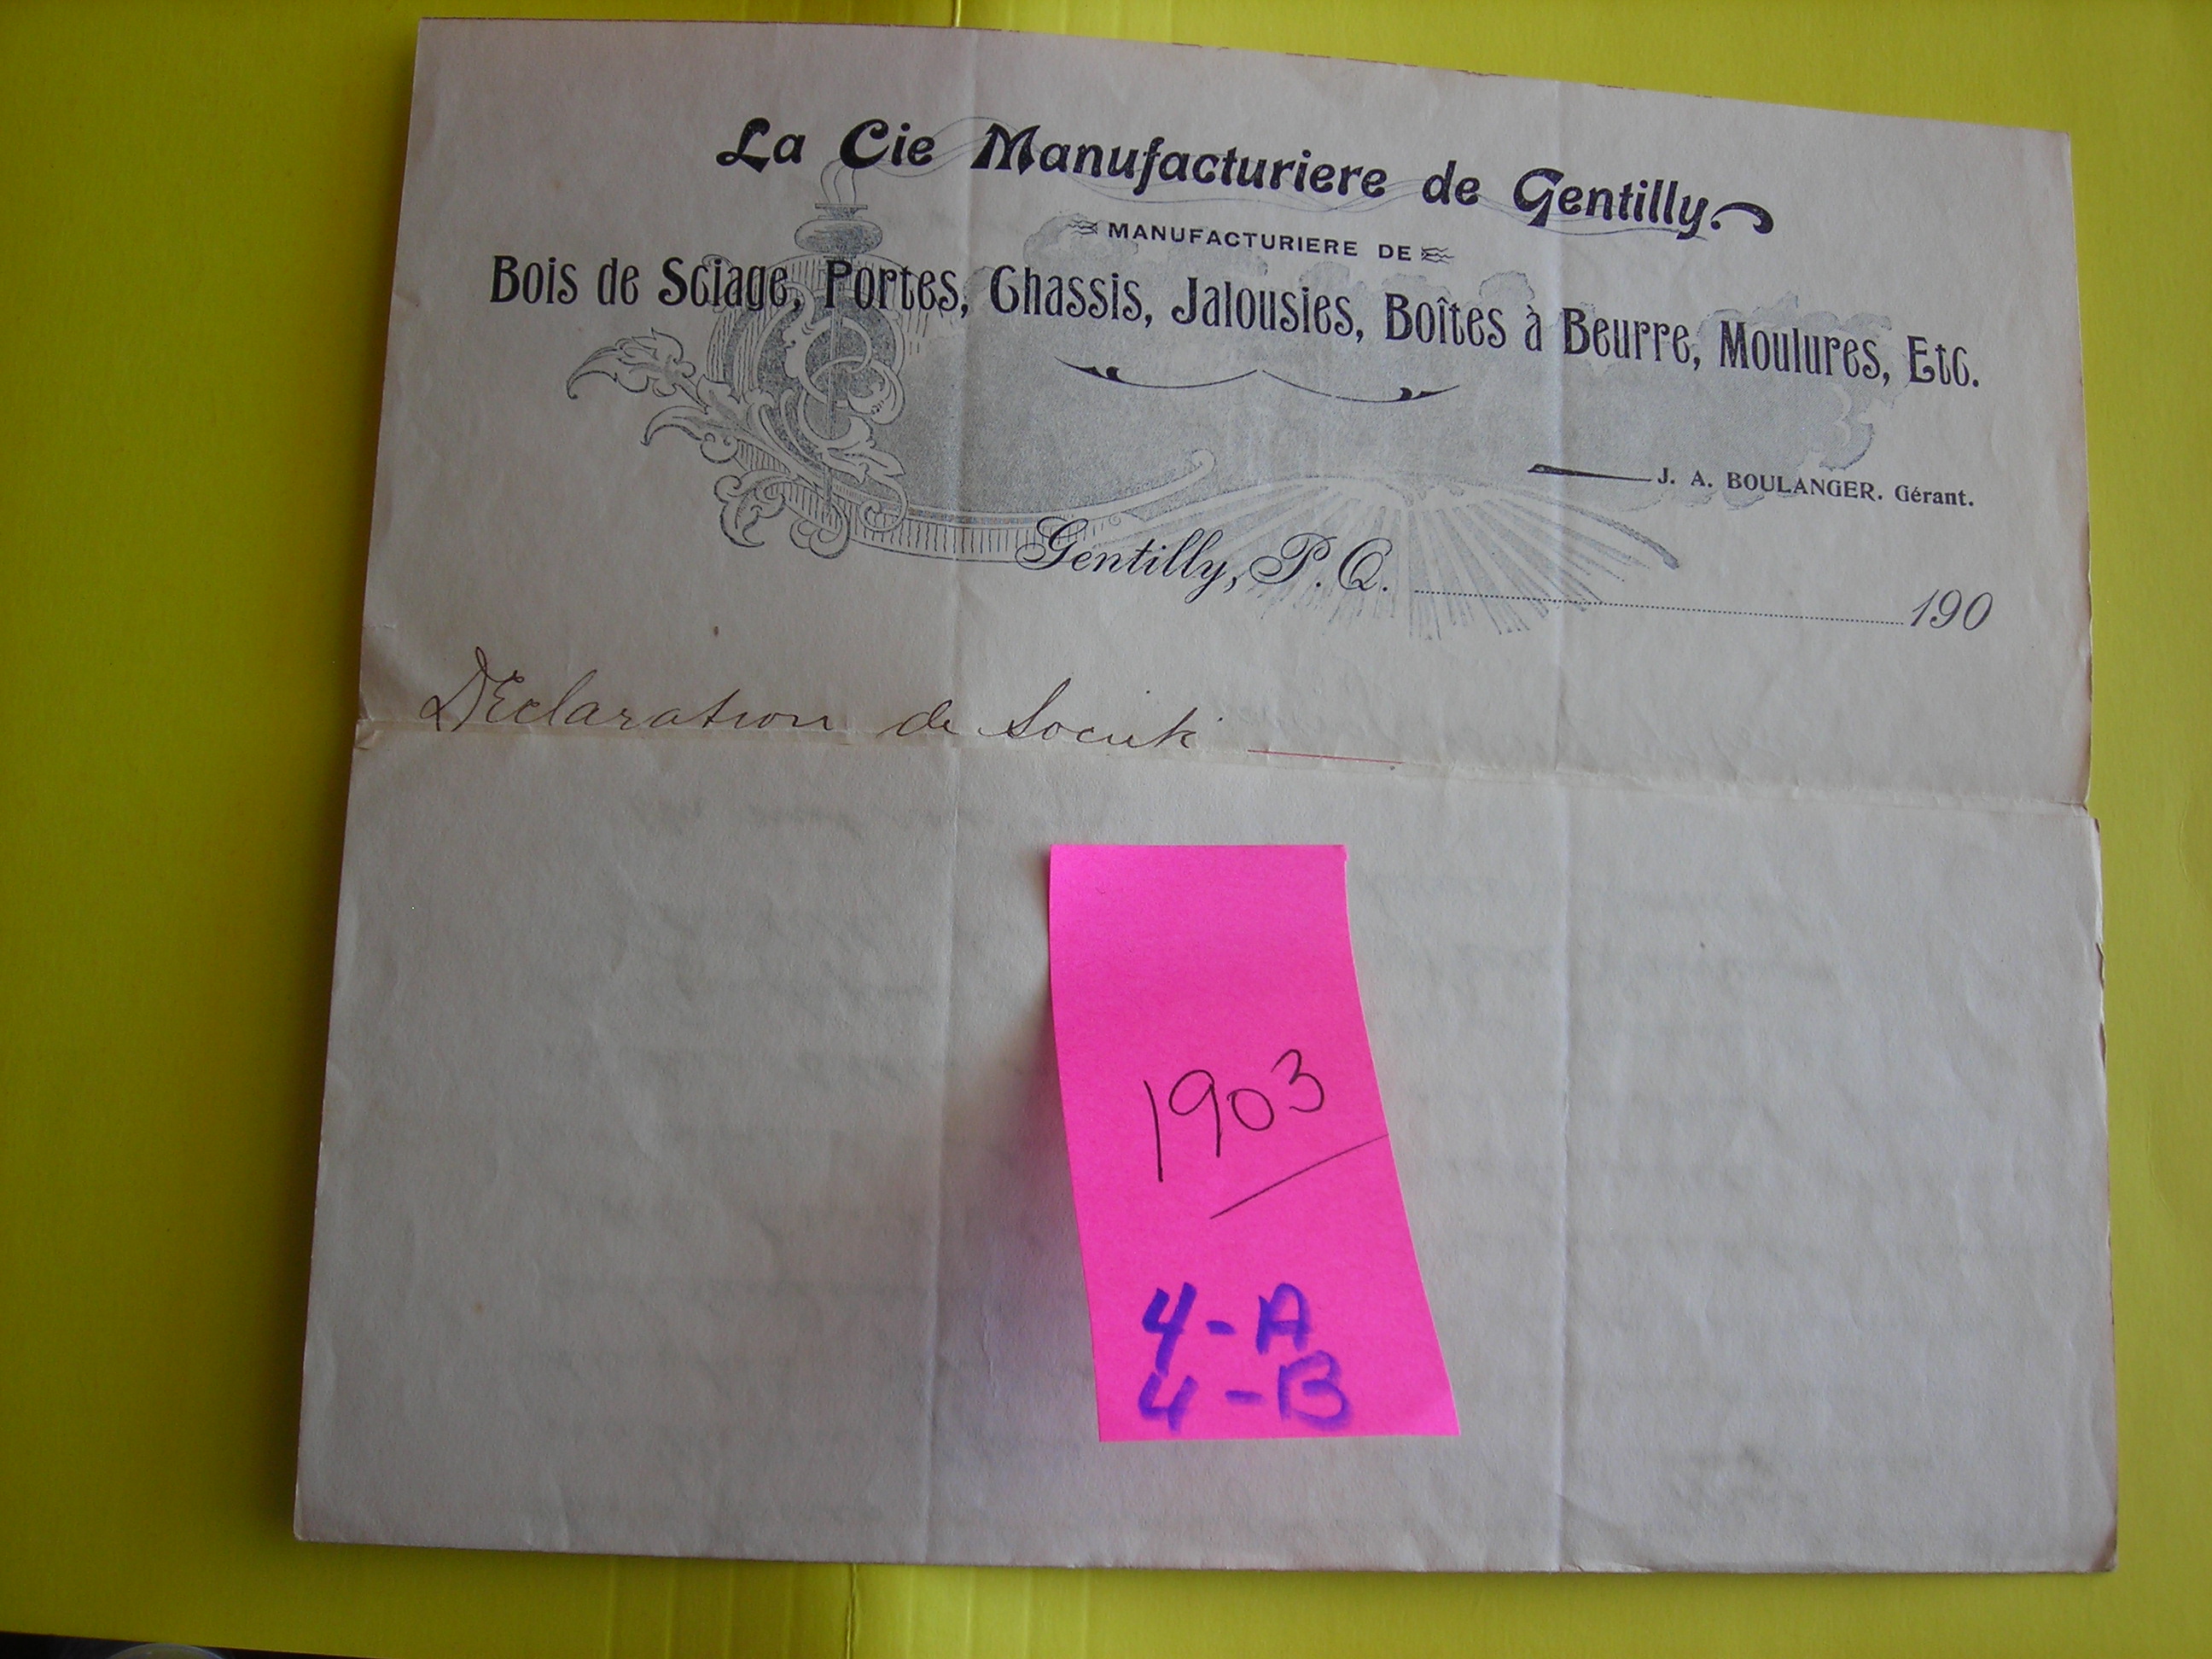 La Cie Manufacturiere de Gentilly.
MANUFACTURIERE DE
Bois de Sciage, Portes, Chassis, Jalousies, Boîtes à Beurre, Moulures, Etc.
J. A. BOULANGER. Gérant.
Gentilly, P. Q. 190
DEclaration de Société
1903
4-A
4-B